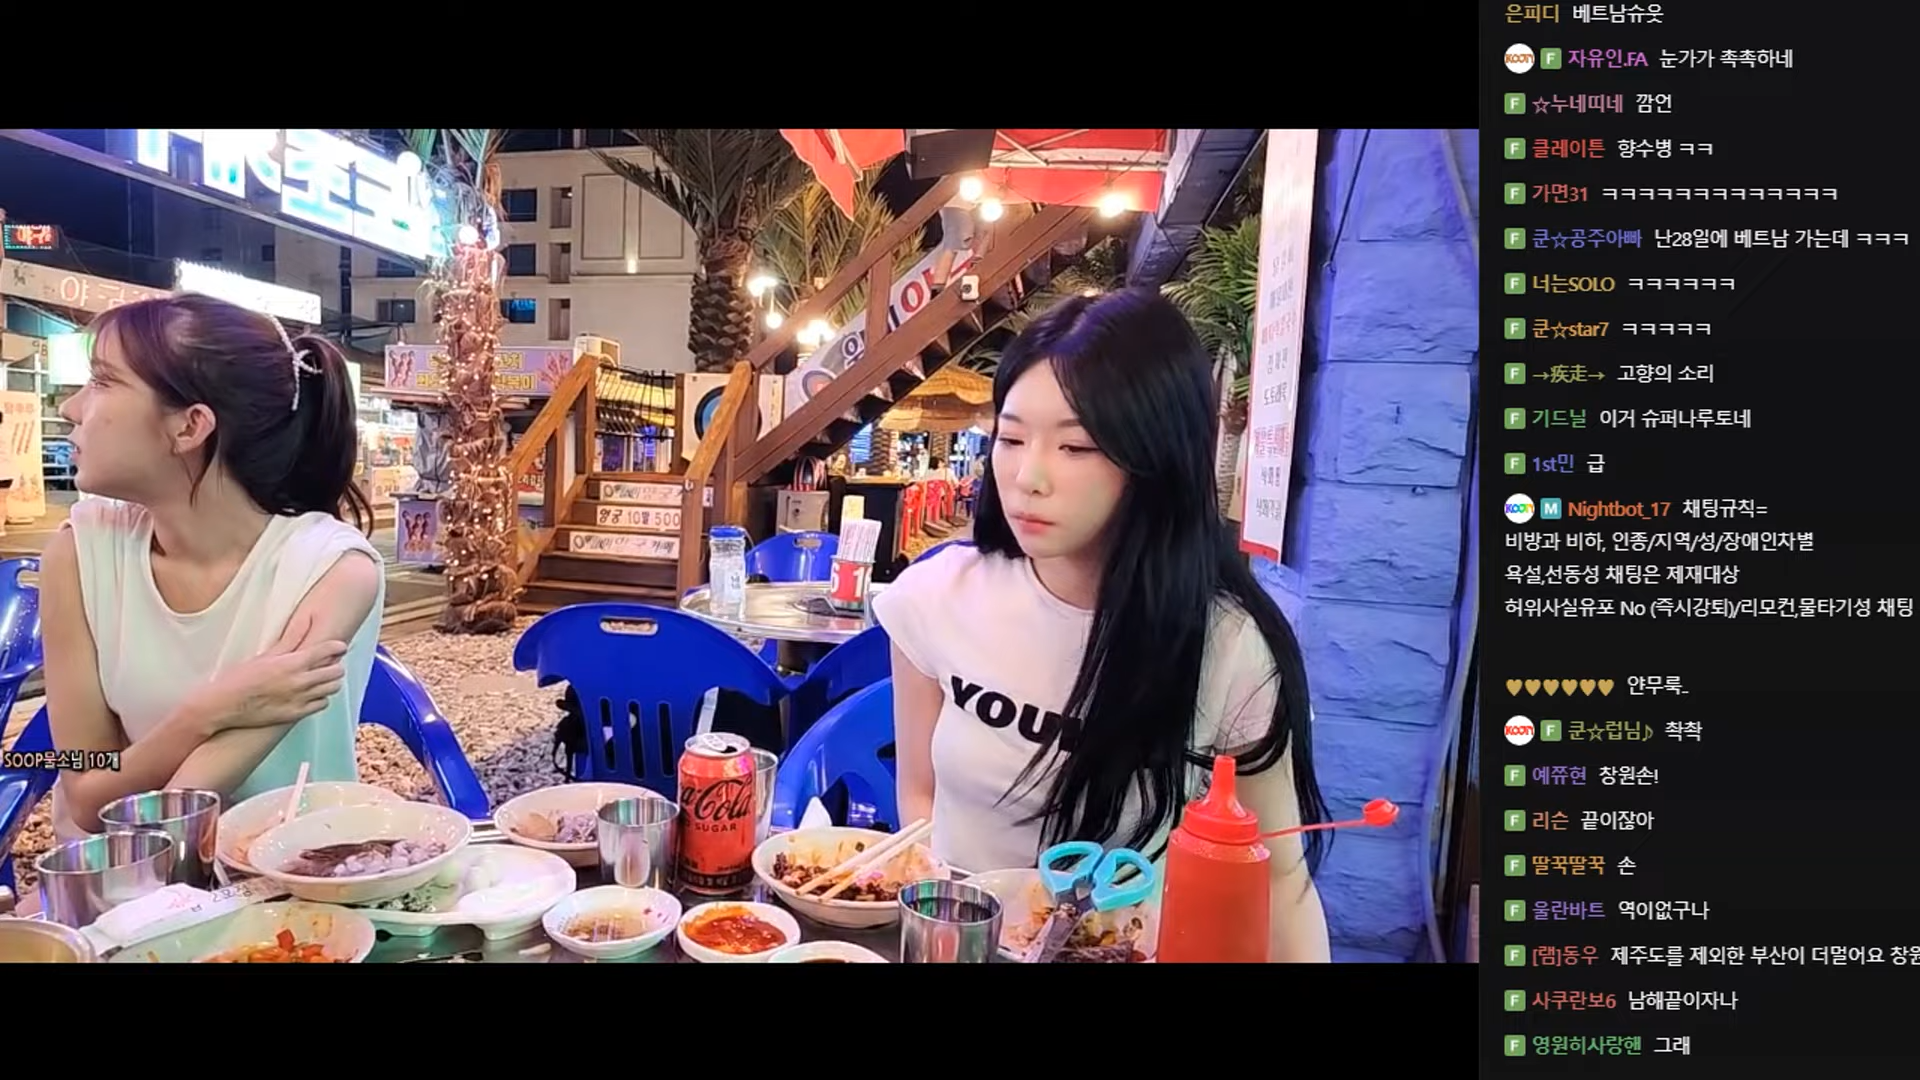 은피디 베트남슈웃
KOON F 자유인.FA 눈가가 촉촉하네
F ☆누네띠네 깜언
F 클레이튼 향수병 ㅋㅋ
F 가면31 ㅋㅋㅋㅋㅋㅋㅋㅋㅋㅋㅋㅋㅋ
F 쿤☆공주아빠 난28일에 베트남 가는데 ㅋㅋㅋ
F 너는SOLO ㅋㅋㅋㅋㅋㅋ
F 쿤☆star7 ㅋㅋㅋㅋㅋ
F →疾走→ 고향의 소리
F 기드닐 이거 슈퍼나루토네
F 1st민 급
KOON M Nightbot_17 채팅규칙=
비방과 비하, 인종/지역/성/장애인차별
욕설,선동성 채팅은 제재대상
허위사실유포 No (즉시강퇴)/리모컨,물타기성 채팅
♥♥♥♥♥♥ 얀무룩_
KOON F 쿤☆럽님♪ 촥촥
F 예쮸현 창원손!
F 리슨 끝이잖아
F 딸꾹딸꾹 손
F 울란바트 역이없구나
F [램]동우 제주도를 제외한 부산이 더멀어요 창원
F 사쿠란보6 남해끝이자나
F 영원히사랑핸 그래
SOOP물소님 10개
양궁 10발 500
YOU
Cola
SUGAR